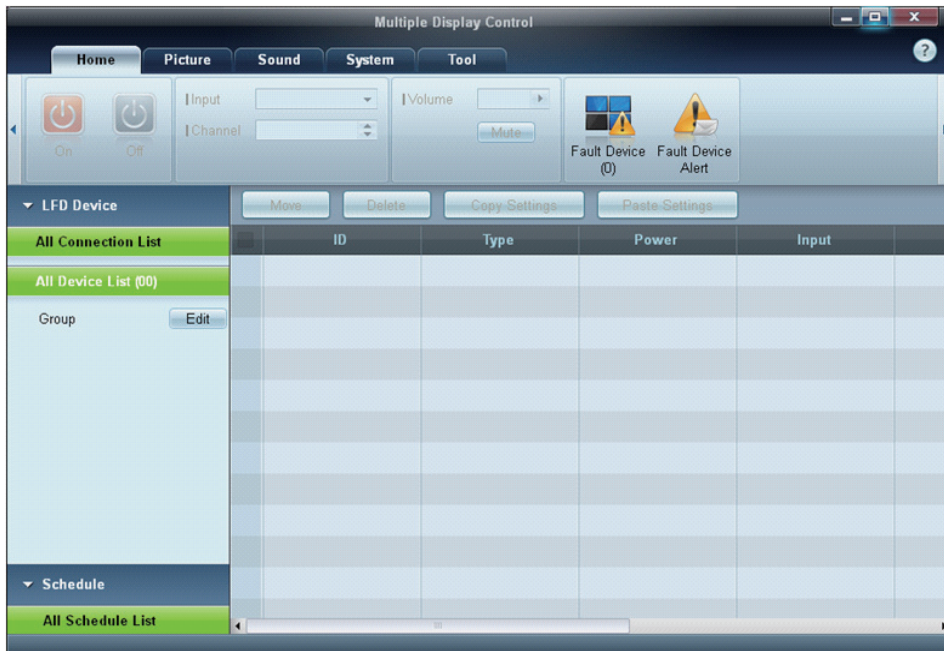 Multiple Display Control
Home Picture Sound System Tool
?
Input
Volume
Channel
Mute
On Off
Fault Device (0)
Fault Device Alert
LFD Device
Move Delete Copy Settings Paste Settings
All Connection List
ID Type Power Input
All Device List (00)
Group Edit
Schedule
All Schedule List